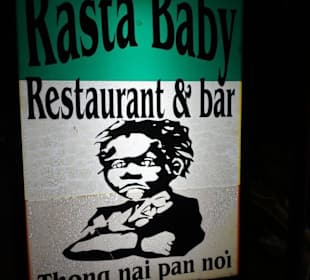 Rasta Baby
Restaurant & bar
Thong nai pan noi